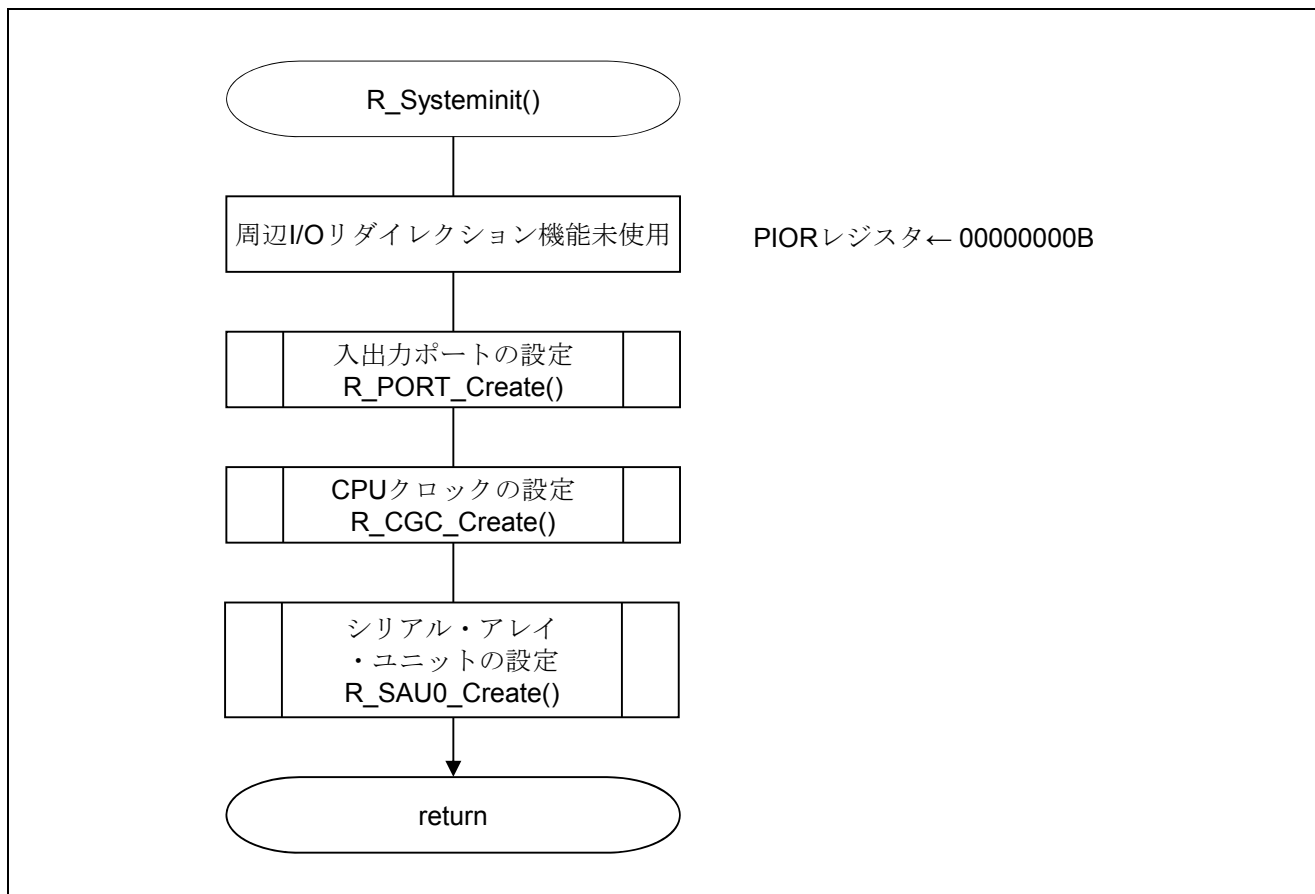 R_Systeminit()
周辺I/Oリダイレクション機能未使用
PIORレジスタ← 00000000B
入出力ポートの設定
R_PORT_Create()
CPUクロックの設定
R_CGC_Create()
シリアル・アレイ
・ユニットの設定
R_SAU0_Create()
return